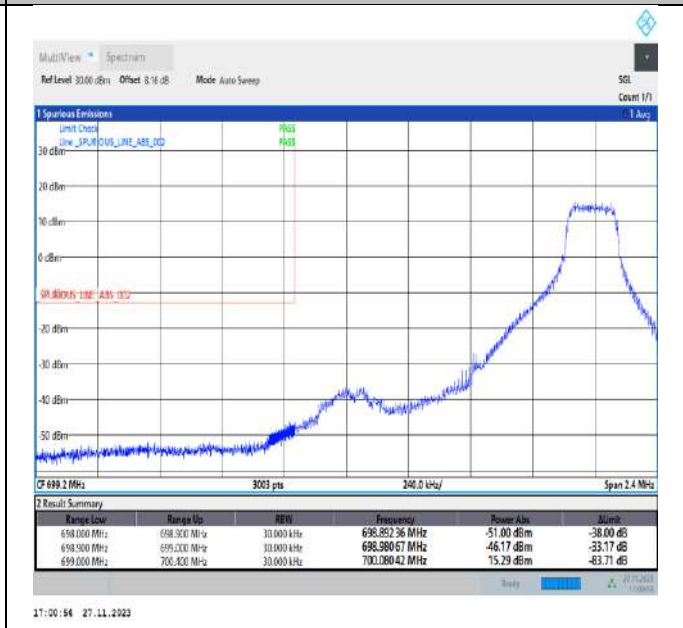 MultiView Spectrum
Ref Level 30.00 dBm Offset 8.16 dB Mode Auto Sweep SGL
Count 1/1
1 Spurious Emissions 1 Avg
Limit Check PASS
Line _SPURIOUS_LINE_ABS_002 PASS
30 dBm
20 dBm
10 dBm
0 dBm
SPURIOUS_LINE_ABS_002
-20 dBm
-30 dBm
-40 dBm
-50 dBm
CF 699.2 MHz 3003 pts 240.0 kHz/ Span 2.4 MHz
2 Result Summary
Range Low Range Up RBW Frequency Power Abs ΔLimit
698.000 MHz 698.900 MHz 30.000 kHz 698.892 36 MHz -51.00 dBm -38.00 dB
698.900 MHz 699.000 MHz 30.000 kHz 698.980 67 MHz -46.17 dBm -33.17 dB
699.000 MHz 700.400 MHz 30.000 kHz 700.080 42 MHz 15.29 dBm -83.71 dB
Ready 27.11.2023
17:00:54 27.11.2023